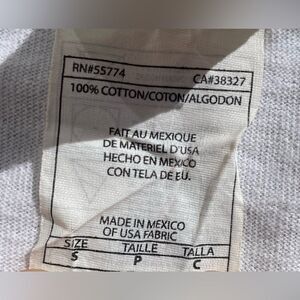 RN#55774 CA#38327
100% COTTON/COTON/ALGODON
FAIT AU MEXIQUE
DE MATERIEL D'USA
HECHO EN MEXICO
CON TELA DE EU.
MADE IN MEXICO
OF USA FABRIC
SIZE TAILLE TALLA
S P C